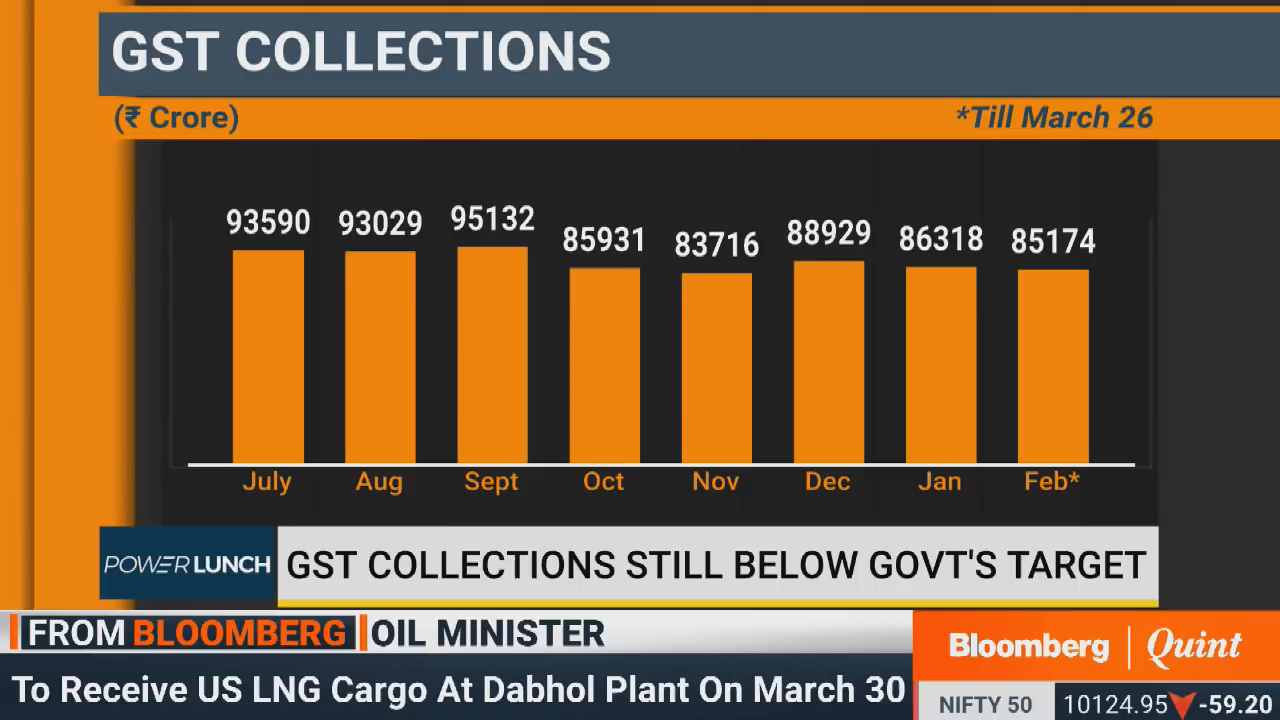 GST COLLECTIONS
(₹ Crore)
*Till March 26
93590 93029 95132 85931 83716 88929 86318 85174
July Aug Sept Oct Nov Dec Jan Feb*
POWER LUNCH
GST COLLECTIONS STILL BELOW GOVT'S TARGET
FROM BLOOMBERG OIL MINISTER
To Receive US LNG Cargo At Dabhol Plant On March 30
Bloomberg | Quint
NIFTY 50 10124.95 -59.20